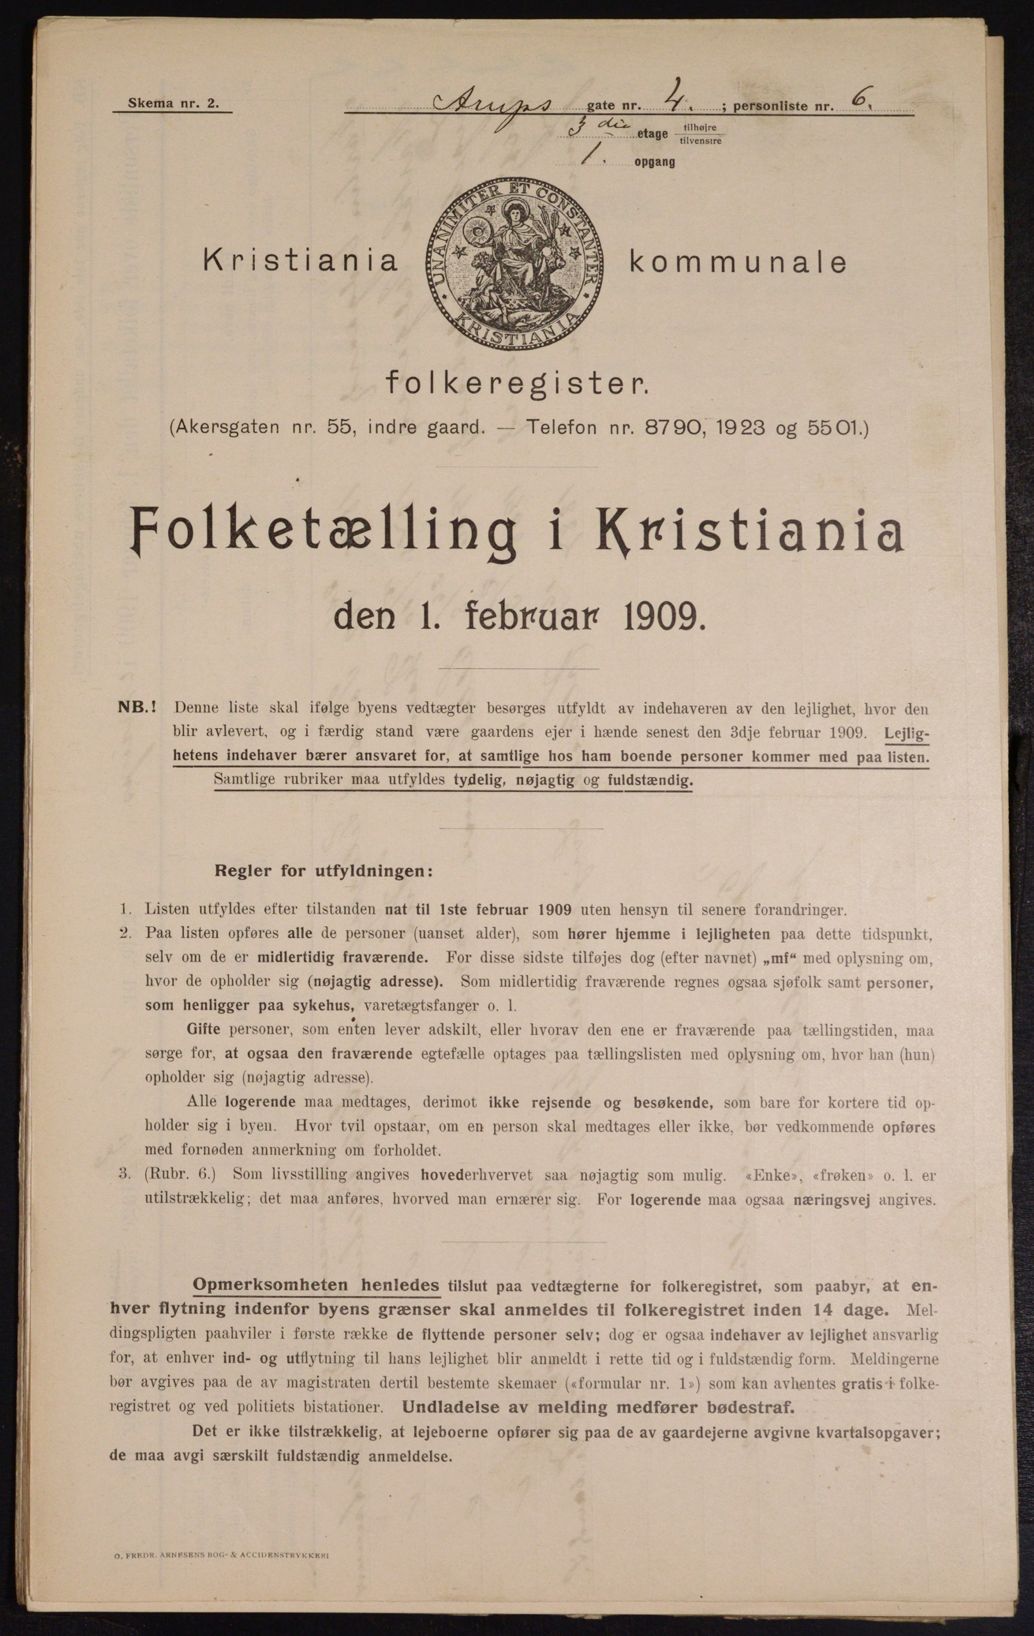 Skema nr. 2.
Arups gate nr. 4. ; personliste nr. 6.
3 die etage tilhøjre
tilvenstre
1. opgang
UNANIMITER ET CONSTANTER
KRISTIANIA
Kristiania kommunale
folkeregister.
(Akersgaten nr. 55, indre gaard. — Telefon nr. 8790, 1923 og 5501.)
Folketælling i Kristiania
den 1. februar 1909.
NB.! Denne liste skal ifølge byens vedtægter besørges utfyldt av indehaveren av den lejlighet, hvor den
blir avlevert, og i færdig stand være gaardens ejer i hænde senest den 3dje februar 1909. Lejlig-
hetens indehaver bærer ansvaret for, at samtlige hos ham boende personer kommer med paa listen.
Samtlige rubriker maa utfyldes tydelig, nøjagtig og fuldstændig.
Regler for utfyldningen:
1. Listen utfyldes efter tilstanden nat til 1ste februar 1909 uten hensyn til senere forandringer.
2. Paa listen opføres alle de personer (uanset alder), som hører hjemme i lejligheten paa dette tidspunkt,
selv om de er midlertidig fraværende. For disse sidste tilføjes dog (efter navnet) „mf“ med oplysning om,
hvor de opholder sig (nøjagtig adresse). Som midlertidig fraværende regnes ogsaa sjøfolk samt personer,
som henligger paa sykehus, varetægtsfanger o. l.
Gifte personer, som enten lever adskilt, eller hvorav den ene er fraværende paa tællingstiden, maa
sørge for, at ogsaa den fraværende egtefælle optages paa tællingslisten med oplysning om, hvor han (hun)
opholder sig (nøjagtig adresse).
Alle logerende maa medtages, derimot ikke rejsende og besøkende, som bare for kortere tid op-
holder sig i byen. Hvor tvil opstaar, om en person skal medtages eller ikke, bør vedkommende opføres
med fornøden anmerkning om forholdet.
3. (Rubr. 6.) Som livsstilling angives hovederhvervet saa nøjagtig som mulig. «Enke», «frøken» o. l. er
utilstrækkelig; det maa anføres, hvorved man ernærer sig. For logerende maa ogsaa næringsvej angives.
Opmerksomheten henledes tilslut paa vedtægterne for folkeregistret, som paabyr, at en-
hver flytning indenfor byens grænser skal anmeldes til folkeregistret inden 14 dage. Mel-
dingspligten paahviler i første række de flyttende personer selv; dog er ogsaa indehaver av lejlighet ansvarlig
for, at enhver ind- og utflytning til hans lejlighet blir anmeldt i rette tid og i fuldstændig form. Meldingerne
bør avgives paa de av magistraten dertil bestemte skemaer («formular nr. 1») som kan avhentes gratis i folke-
registret og ved politiets bistationer. Undladelse av melding medfører bødestraf.
Det er ikke tilstrækkelig, at lejeboerne opfører sig paa de av gaardejerne avgivne kvartalsopgaver;
de maa avgi særskilt fuldstændig anmeldelse.
O. FREDR. ARNESENS BOG- & ACCIDENSTRYKKERI